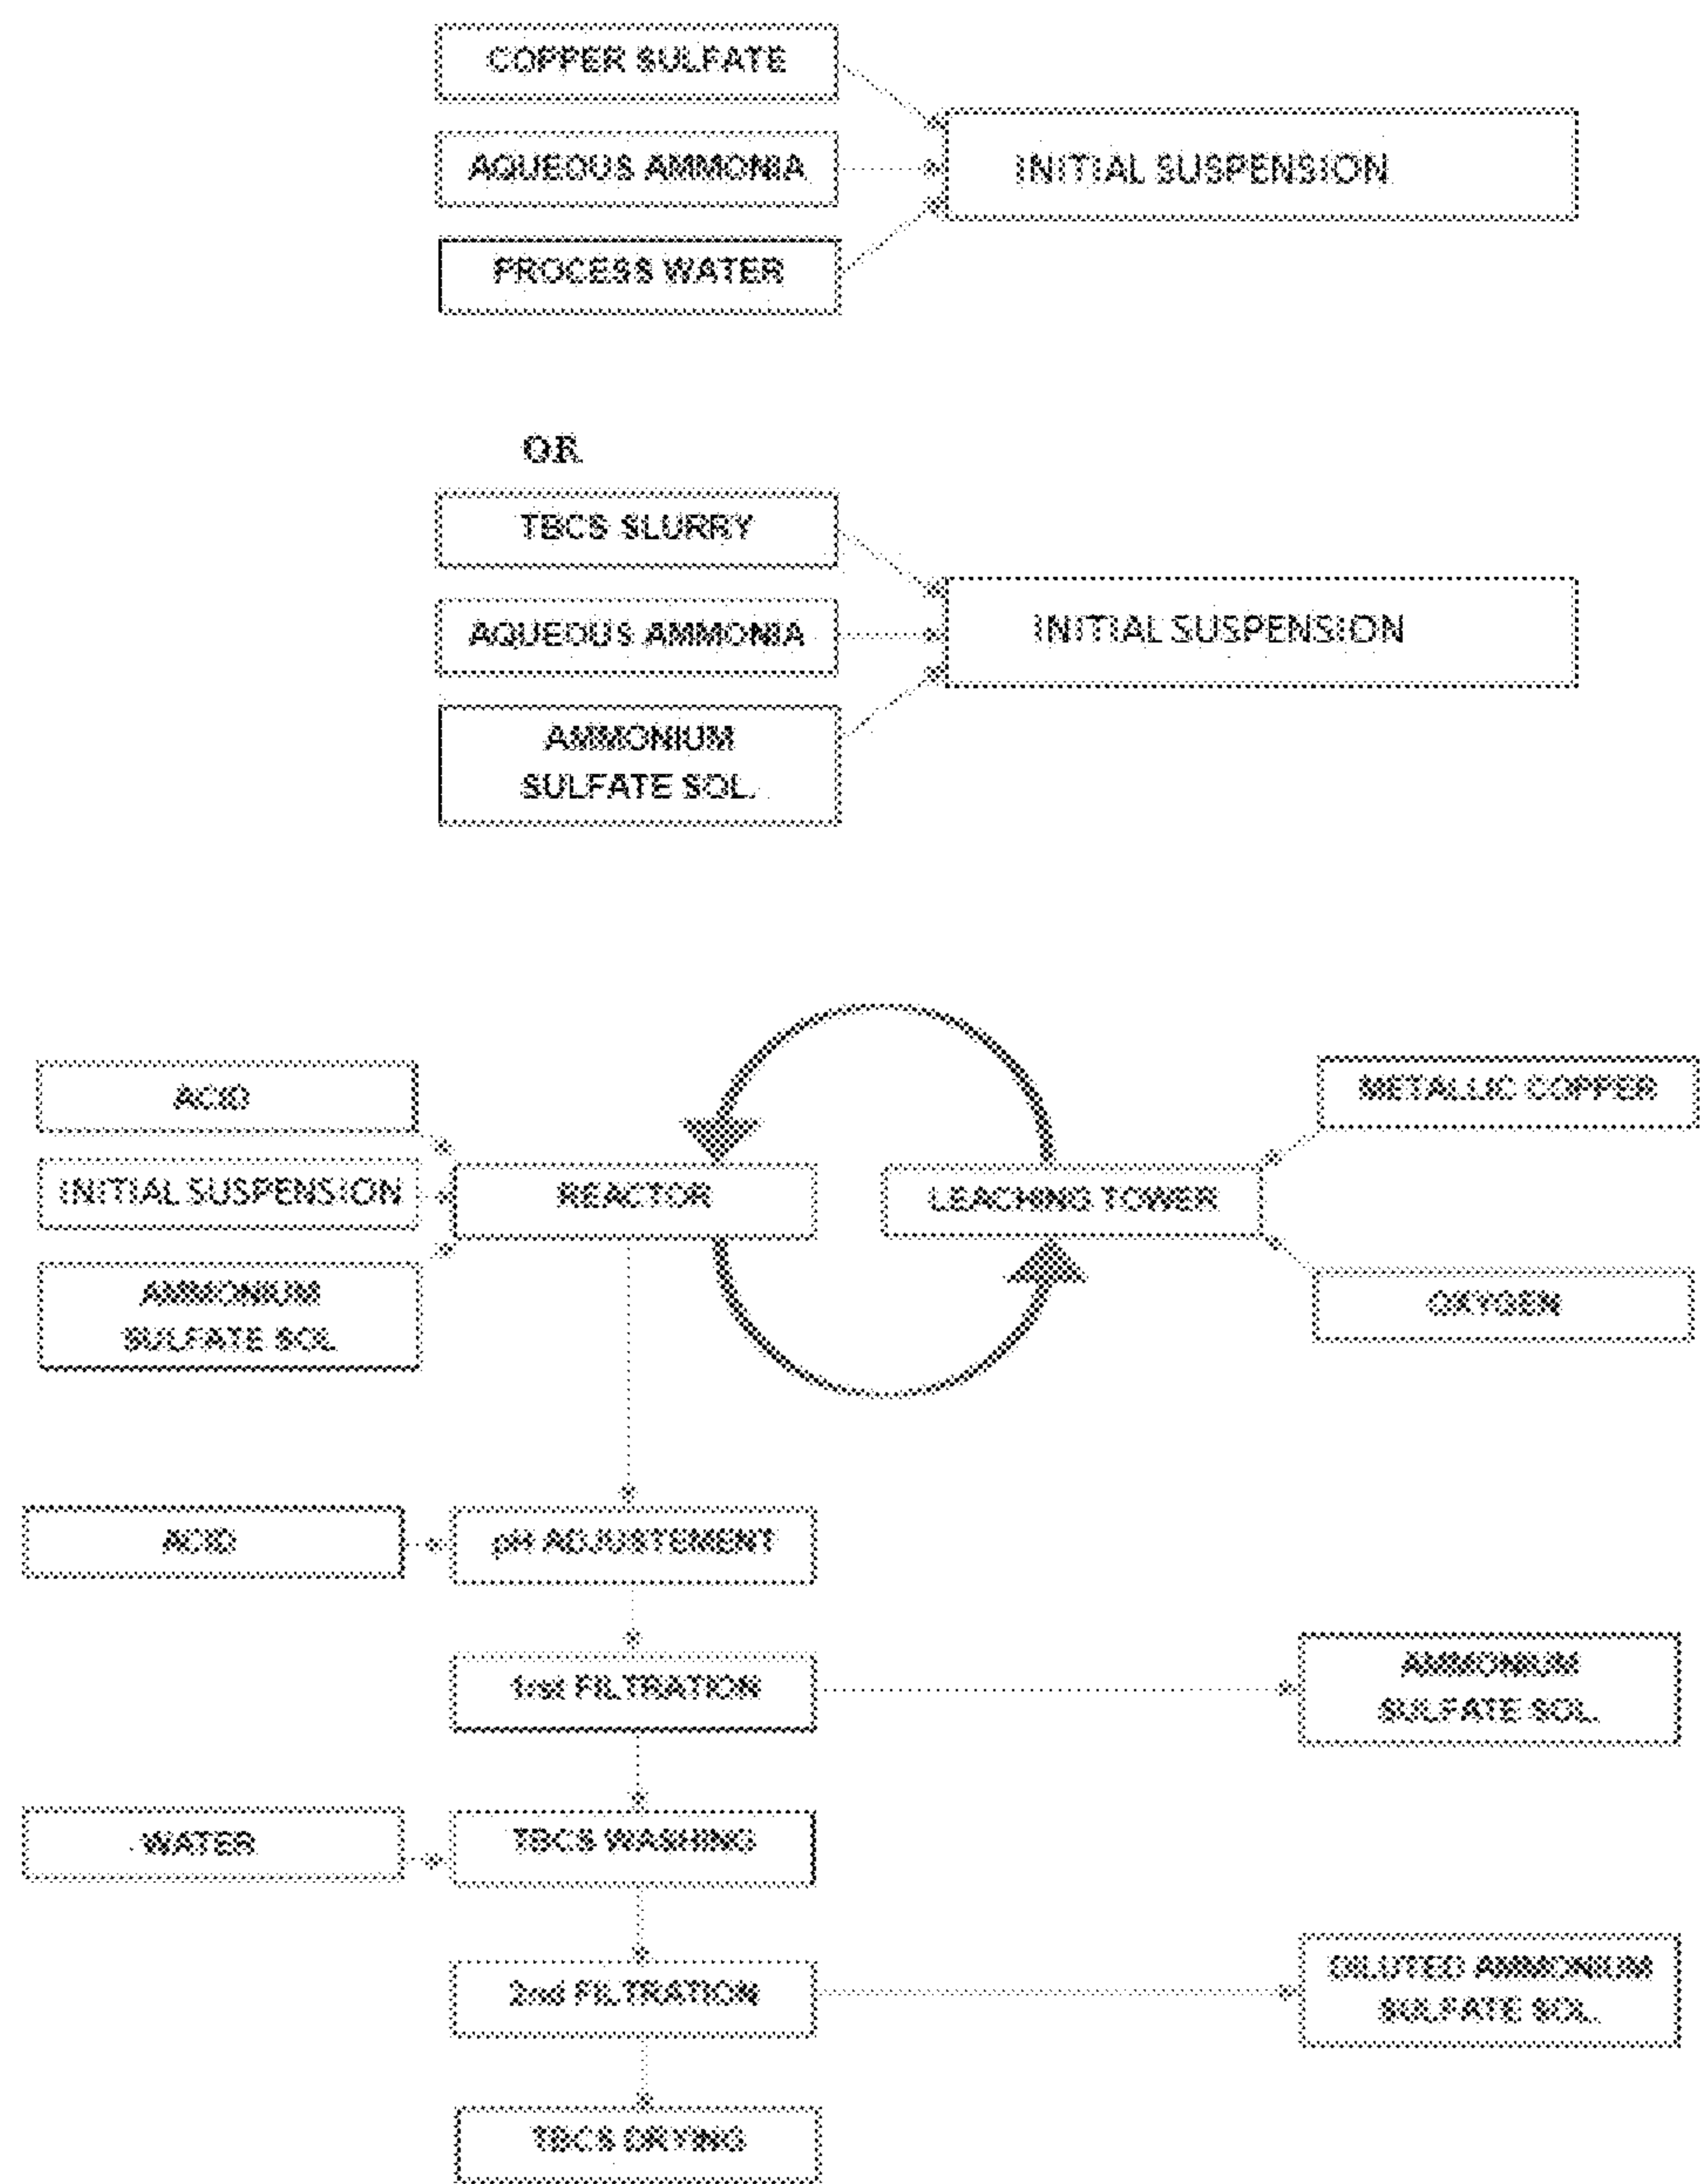 COPPER SULFATE
AQUEOUS AMMONIA
PROCESS WATER
INITIAL SUSPENSION
OR
TBCS SLURRY
AQUEOUS AMMONIA
AMMONIUM
SULFATE SOL.
INITIAL SUSPENSION
ACID
INITIAL SUSPENSION
AMMONIUM
SULFATE SOL.
REACTOR
LEACHING TOWER
METALLIC COPPER
OXYGEN
ACID
pH ADJUSTEMENT
1rst FILTRATION
AMMONIUM
SULFATE SOL.
WATER
TBCS WASHING
2nd FILTRATION
DILUTED AMMONIUM
SULFATE SOL.
TBCS DRYING